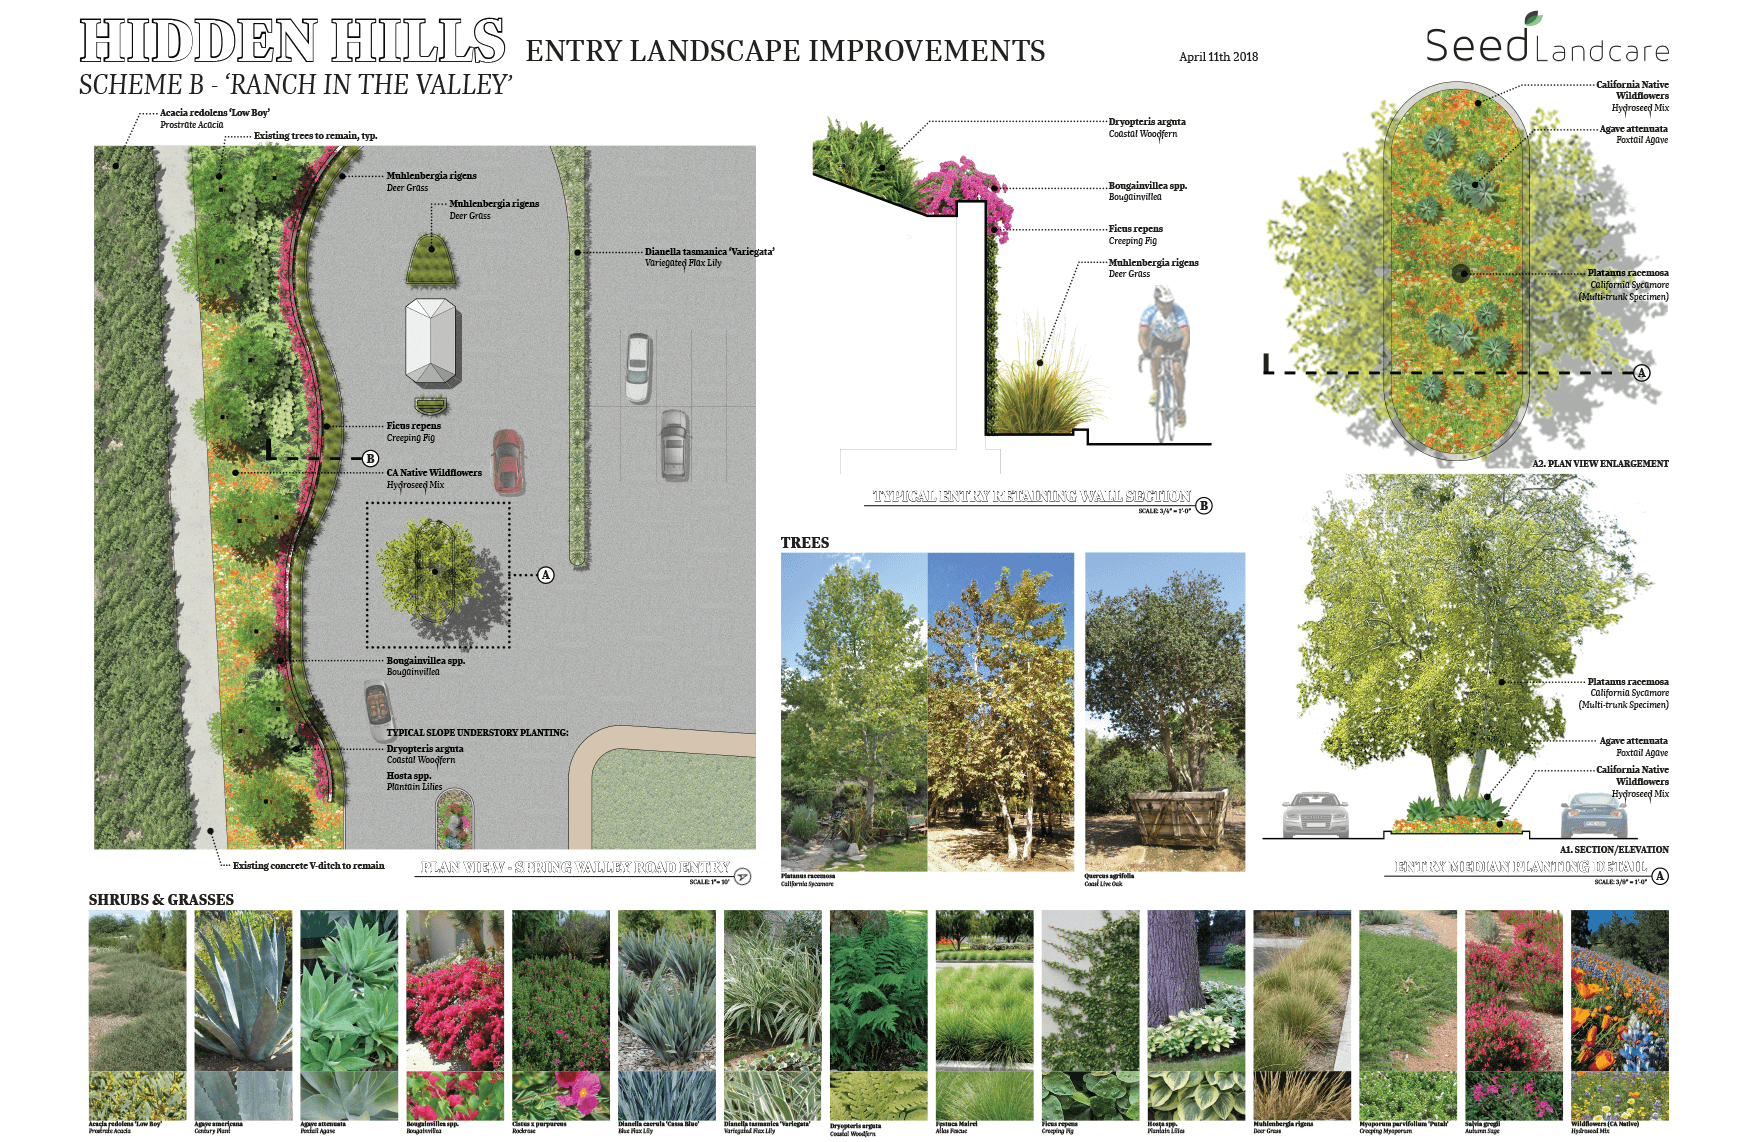 HIDDEN HILLS
ENTRY LANDSCAPE IMPROVEMENTS
April 11th 2018
Seed Landcare
SCHEME B - ‘RANCH IN THE VALLEY’
Acacia redolens ‘Low Boy’
Prostrate Acacia
Existing trees to remain, typ.
Muhlenbergia rigens
Deer Grass
Muhlenbergia rigens
Deer Grass
Dianella tasmanica ‘Variegata’
Variegated Flax Lily
Ficus repens
Creeping Fig
B
CA Native Wildflowers
Hydroseed Mix
A
Bougainvillea spp.
Bougainvillea
TYPICAL SLOPE UNDERSTORY PLANTING:
Dryopteris arguta
Coastal Woodfern
Hosta spp.
Plantain Lilies
Existing concrete V-ditch to remain
PLAN VIEW - SPRING VALLEY ROAD ENTRY
SCALE: 1" = 10'
Dryopteris arguta
Coastal Woodfern
Bougainvillea spp.
Bougainvillea
Ficus repens
Creeping Fig
Muhlenbergia rigens
Deer Grass
TYPICAL ENTRY RETAINING WALL SECTION
B
SCALE: 3/4" = 1'-0"
California Native
Wildflowers
Hydroseed Mix
Agave attenuata
Foxtail Agave
Platanus racemosa
California Sycamore
(Multi-trunk Specimen)
A
A2. PLAN VIEW ENLARGEMENT
TREES
Platanus racemosa
California Sycamore
Quercus agrifolia
Coast Live Oak
Platanus racemosa
California Sycamore
(Multi-trunk Specimen)
Agave attenuata
Foxtail Agave
California Native
Wildflowers
Hydroseed Mix
A1. SECTION/ELEVATION
ENTRY MEDIAN PLANTING DETAIL
A
SCALE: 3/8" = 1'-0"
SHRUBS & GRASSES
Acacia redolens ‘Low Boy’
Prostrate Acacia
Agave americana
Century Plant
Agave attenuata
Foxtail Agave
Bougainvillea spp.
Bougainvillea
Cistus x purpureus
Rockrose
Dianella caerula ‘Cassa Blue’
Blue Flax Lily
Dianella tasmanica ‘Variegata’
Variegated Flax Lily
Dryopteris arguta
Coastal Woodfern
Festuca Mairei
Atlas Fescue
Ficus repens
Creeping Fig
Hosta spp.
Plantain Lilies
Muhlenbergia rigens
Deer Grass
Myoporum parvifolium ‘Putah’
Creeping Myoporum
Salvia gregii
Autumn Sage
Wildflowers (CA Native)
Hydroseed Mix